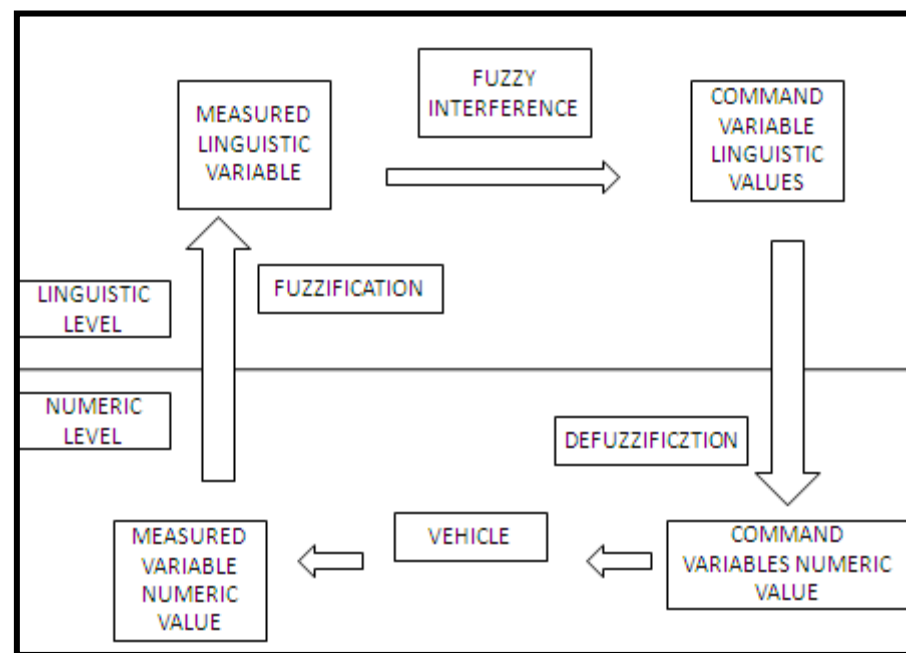 FUZZY
INTERFERENCE
MEASURED
LINGUISTIC
VARIABLE
COMMAND
VARIABLE
LINGUISTIC
VALUES
FUZZIFICATION
LINGUISTIC
LEVEL
NUMERIC
LEVEL
DEFUZZIFICZTION
MEASURED
VARIABLE
NUMERIC
VALUE
VEHICLE
COMMAND
VARIABLES NUMERIC
VALUE